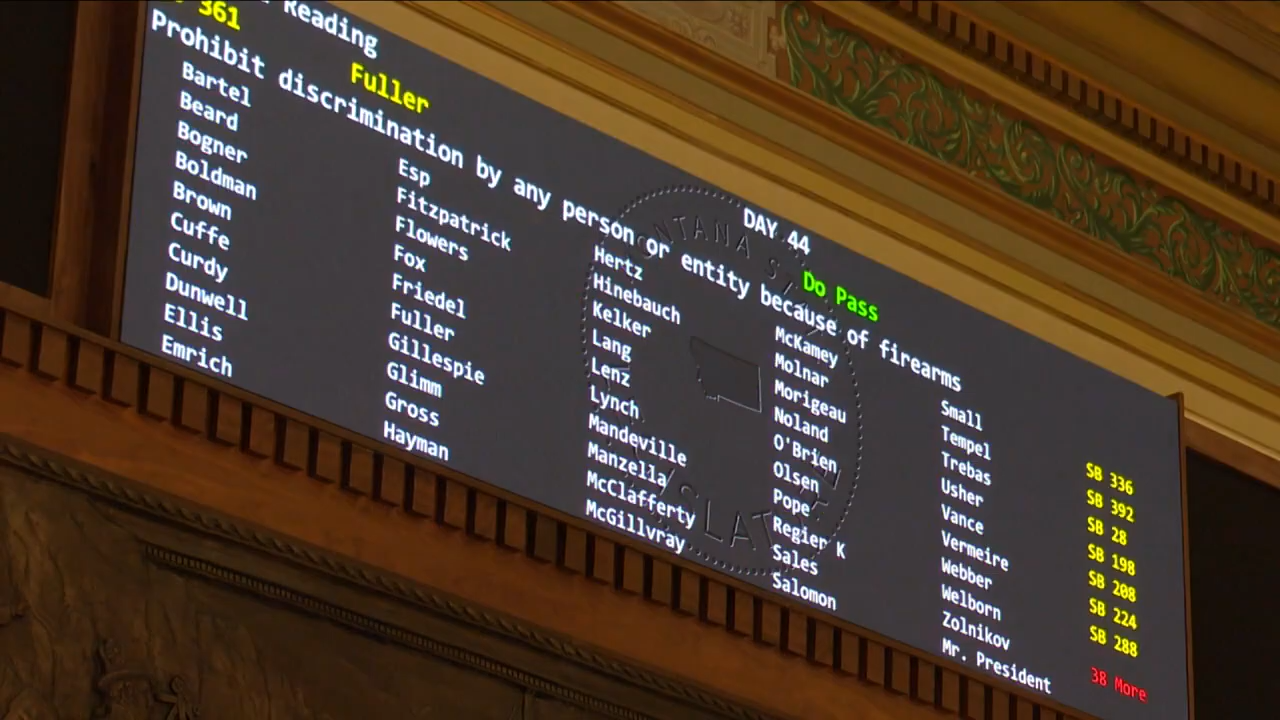 Reading
361
Fuller
DAY 44
Do Pass
Prohibit discrimination by any person or entity because of firearms
Bartel
Beard
Bogner
Boldman
Brown
Cuffe
Curdy
Dunwell
Ellis
Emrich
Esp
Fitzpatrick
Flowers
Fox
Friedel
Fuller
Gillespie
Glimm
Gross
Hayman
Hertz
Hinebauch
Kelker
Lang
Lenz
Lynch
Mandeville
Manzella
McClafferty
McGillvray
McKamey
Molnar
Morigeau
Noland
O'Brien
Olsen
Pope
Regier K
Sales
Salomon
Small
Tempel
Trebas
Usher
Vance
Vermeire
Webber
Welborn
Zolnikov
Mr. President
SB 336
SB 392
SB 28
SB 198
SB 208
SB 224
SB 288
38 More